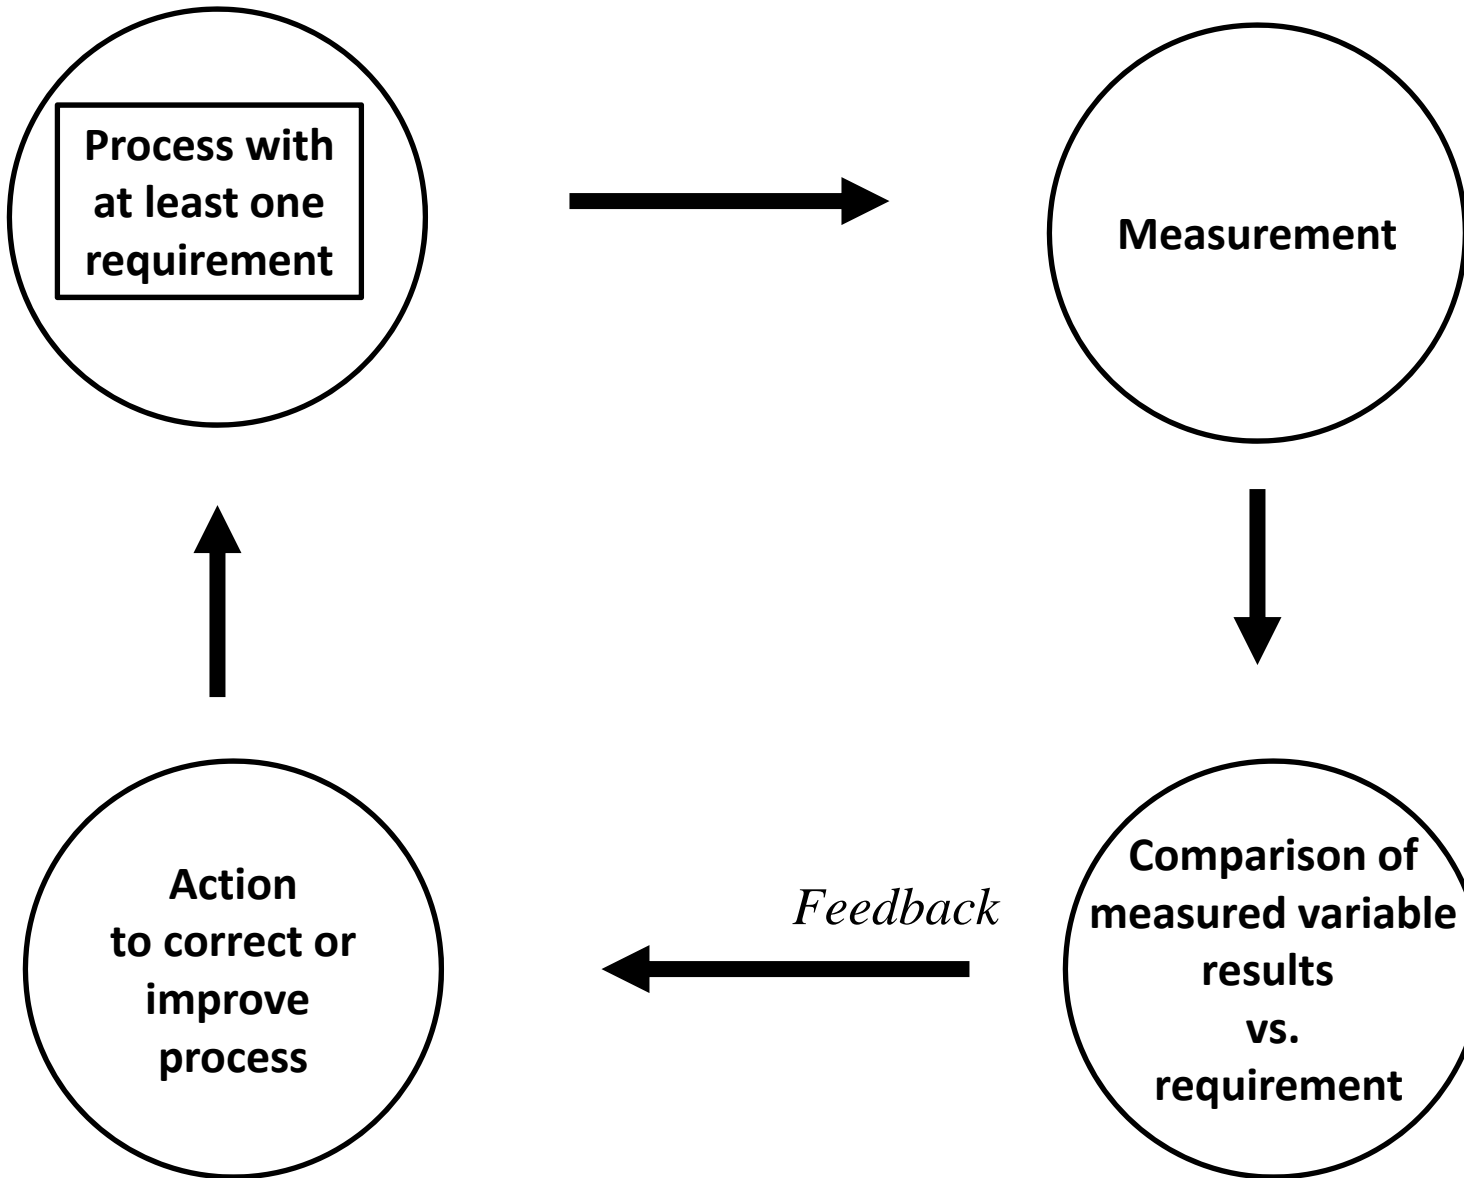 Process with
at least one
requirement
Measurement
Comparison of
measured variable
results
vs.
requirement
Feedback
Action
to correct or
improve
process